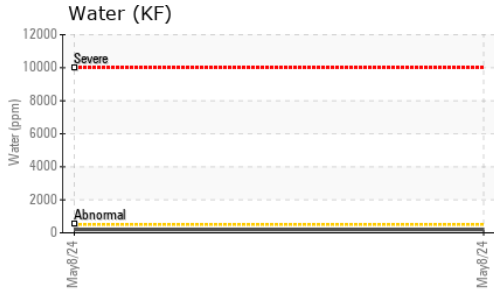 Water (KF)
12000
Severe
10000
8000
Water (ppm)
6000
4000
2000
Abnormal
0
May8/24
May8/24